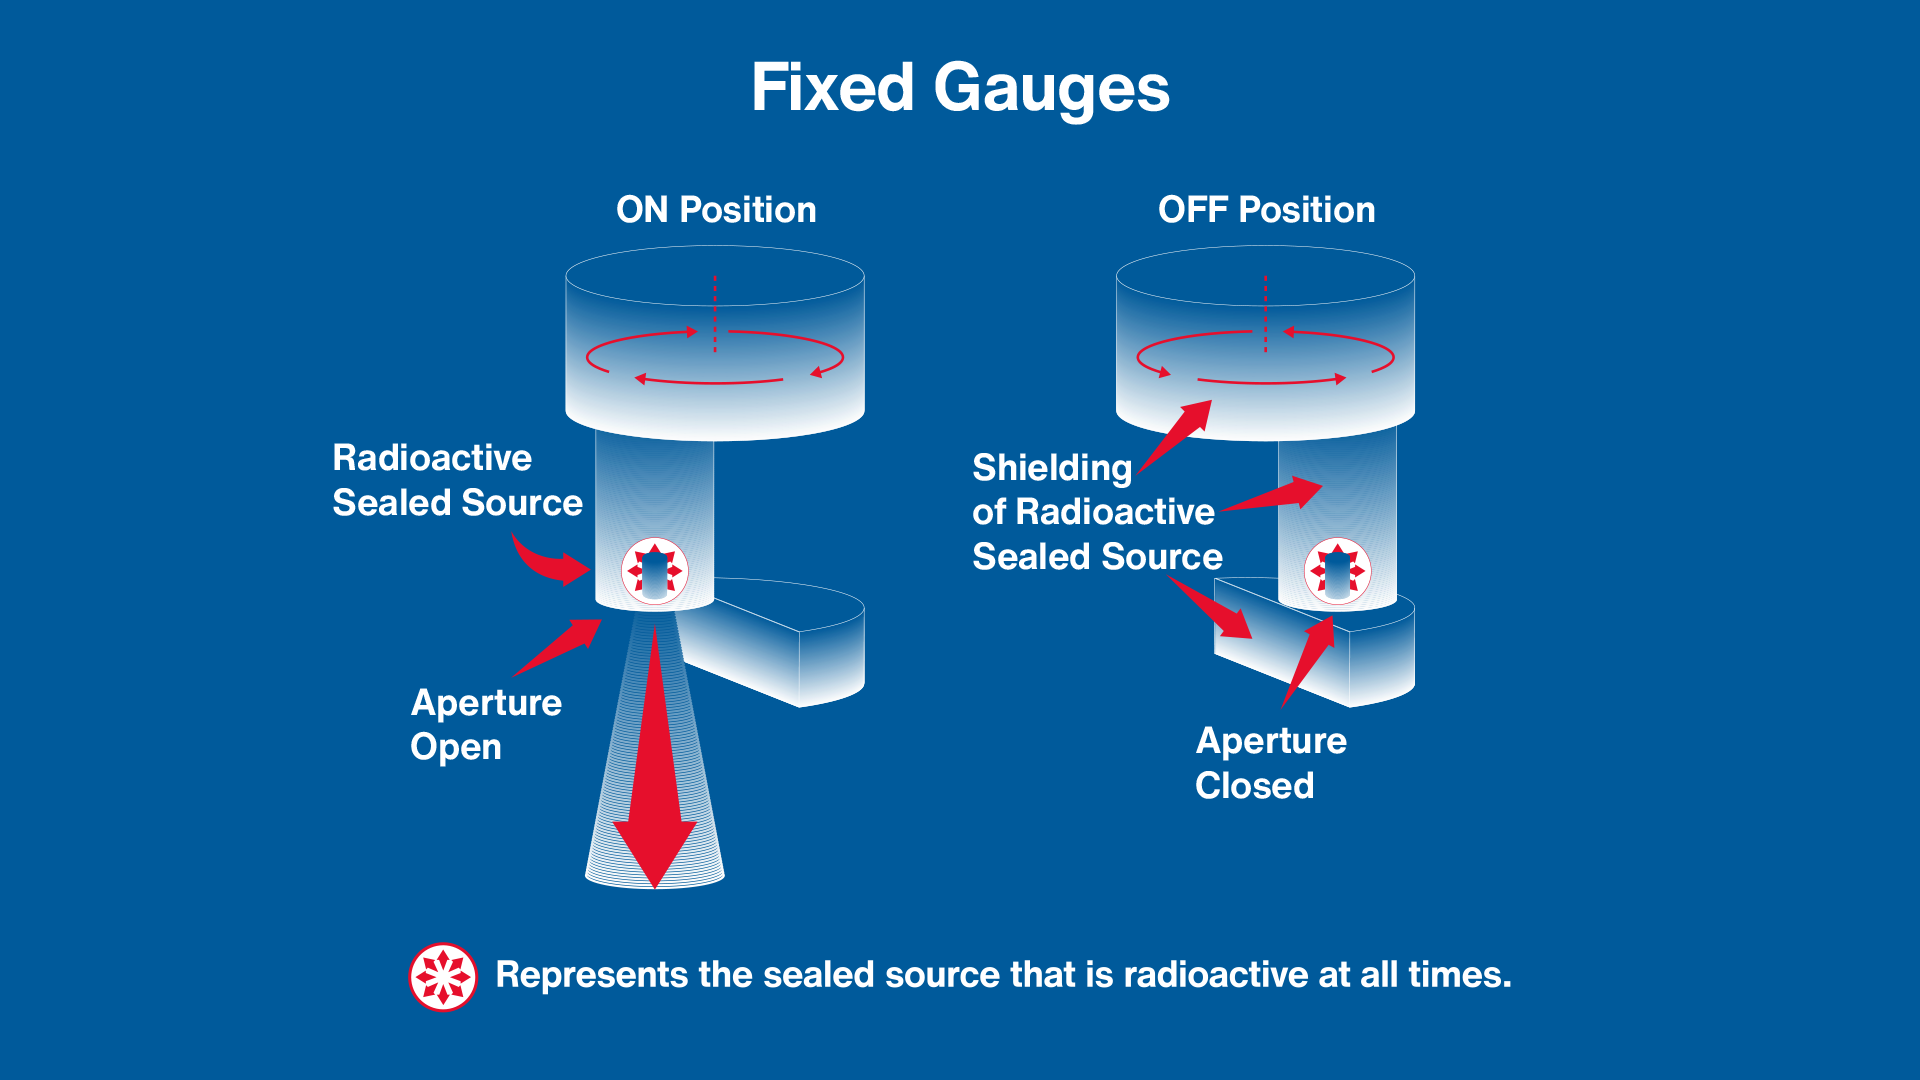 Fixed Gauges
ON Position
Radioactive
Sealed Source
Aperture
Open
OFF Position
Shielding
of Radioactive
Sealed Source
Aperture
Closed
Represents the sealed source that is radioactive at all times.